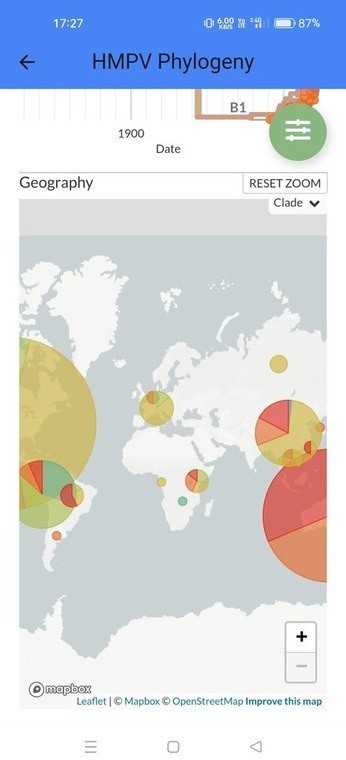 17:27
6.00 KB/S
87%
HMPV Phylogeny
B1
1900
Date
Geography
RESET ZOOM
Clade
+
−
mapbox
Leaflet | © Mapbox © OpenStreetMap Improve this map